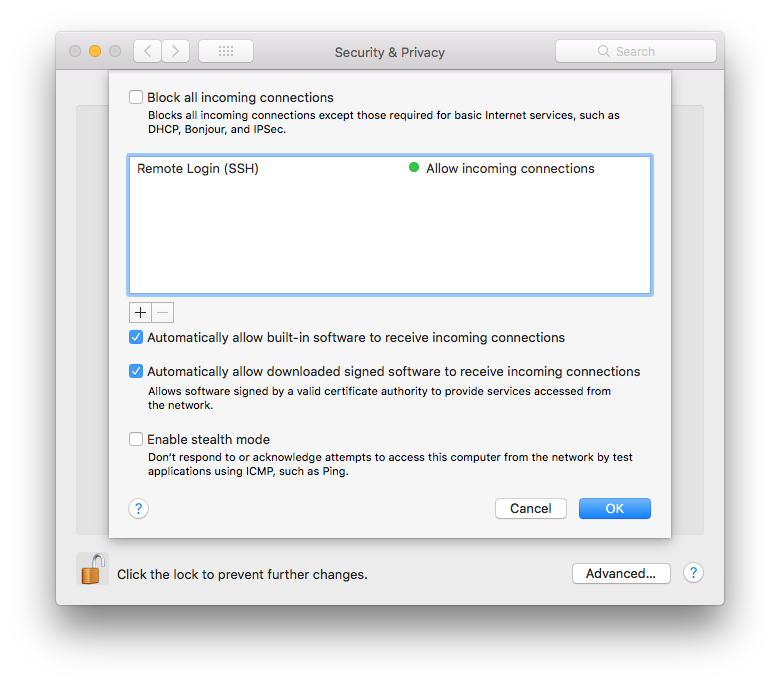 Security & Privacy
Search
Block all incoming connections
Blocks all incoming connections except those required for basic Internet services, such as
DHCP, Bonjour, and IPSec.
Remote Login (SSH)
Allow incoming connections
+ −
Automatically allow built-in software to receive incoming connections
Automatically allow downloaded signed software to receive incoming connections
Allows software signed by a valid certificate authority to provide services accessed from
the network.
Enable stealth mode
Don’t respond to or acknowledge attempts to access this computer from the network by test
applications using ICMP, such as Ping.
?
Cancel
OK
Click the lock to prevent further changes.
Advanced...
?